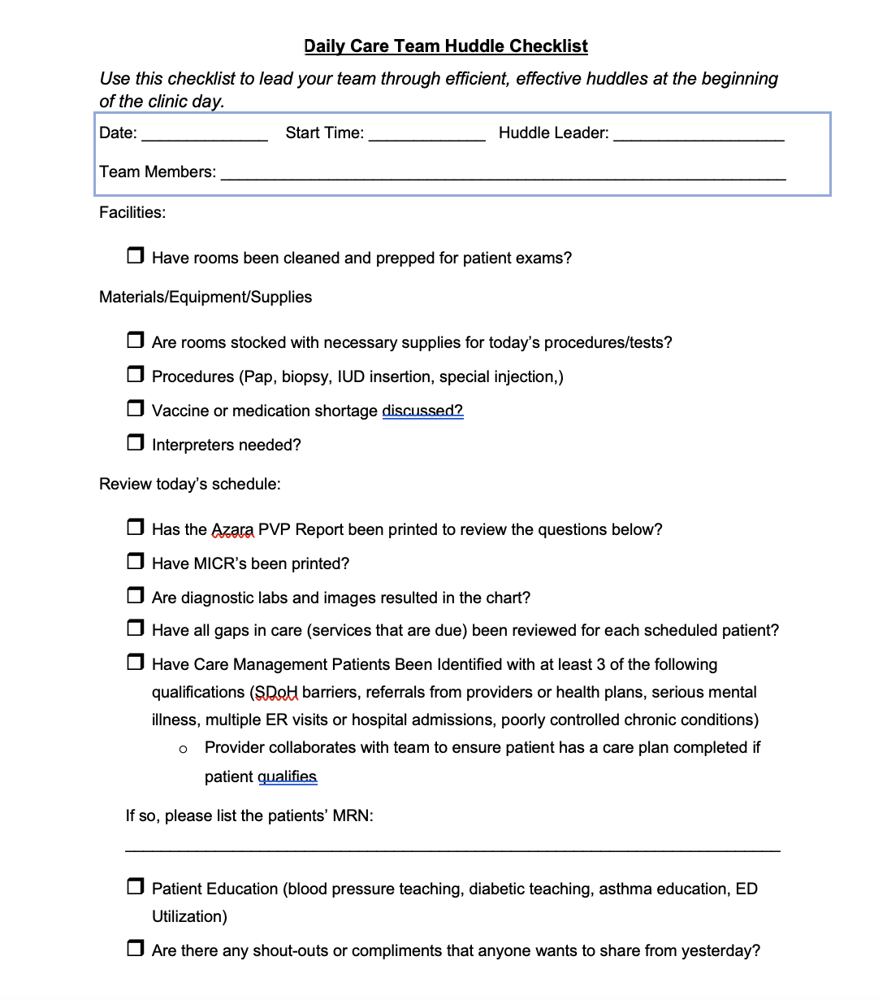 Daily Care Team Huddle Checklist
Use this checklist to lead your team through efficient, effective huddles at the beginning
of the clinic day.
Date: ______________ Start Time: _____________ Huddle Leader: ___________________
Team Members: _______________________________________________________________
Facilities:
❒ Have rooms been cleaned and prepped for patient exams?
Materials/Equipment/Supplies
❒ Are rooms stocked with necessary supplies for today’s procedures/tests?
❒ Procedures (Pap, biopsy, IUD insertion, special injection,)
❒ Vaccine or medication shortage discussed?
❒ Interpreters needed?
Review today’s schedule:
❒ Has the Azara PVP Report been printed to review the questions below?
❒ Have MICR’s been printed?
❒ Are diagnostic labs and images resulted in the chart?
❒ Have all gaps in care (services that are due) been reviewed for each scheduled patient?
❒ Have Care Management Patients Been Identified with at least 3 of the following
qualifications (SDoH barriers, referrals from providers or health plans, serious mental
illness, multiple ER visits or hospital admissions, poorly controlled chronic conditions)
o Provider collaborates with team to ensure patient has a care plan completed if
patient qualifies
If so, please list the patients’ MRN:
_________________________________________________________________________
❒ Patient Education (blood pressure teaching, diabetic teaching, asthma education, ED
Utilization)
❒ Are there any shout-outs or compliments that anyone wants to share from yesterday?